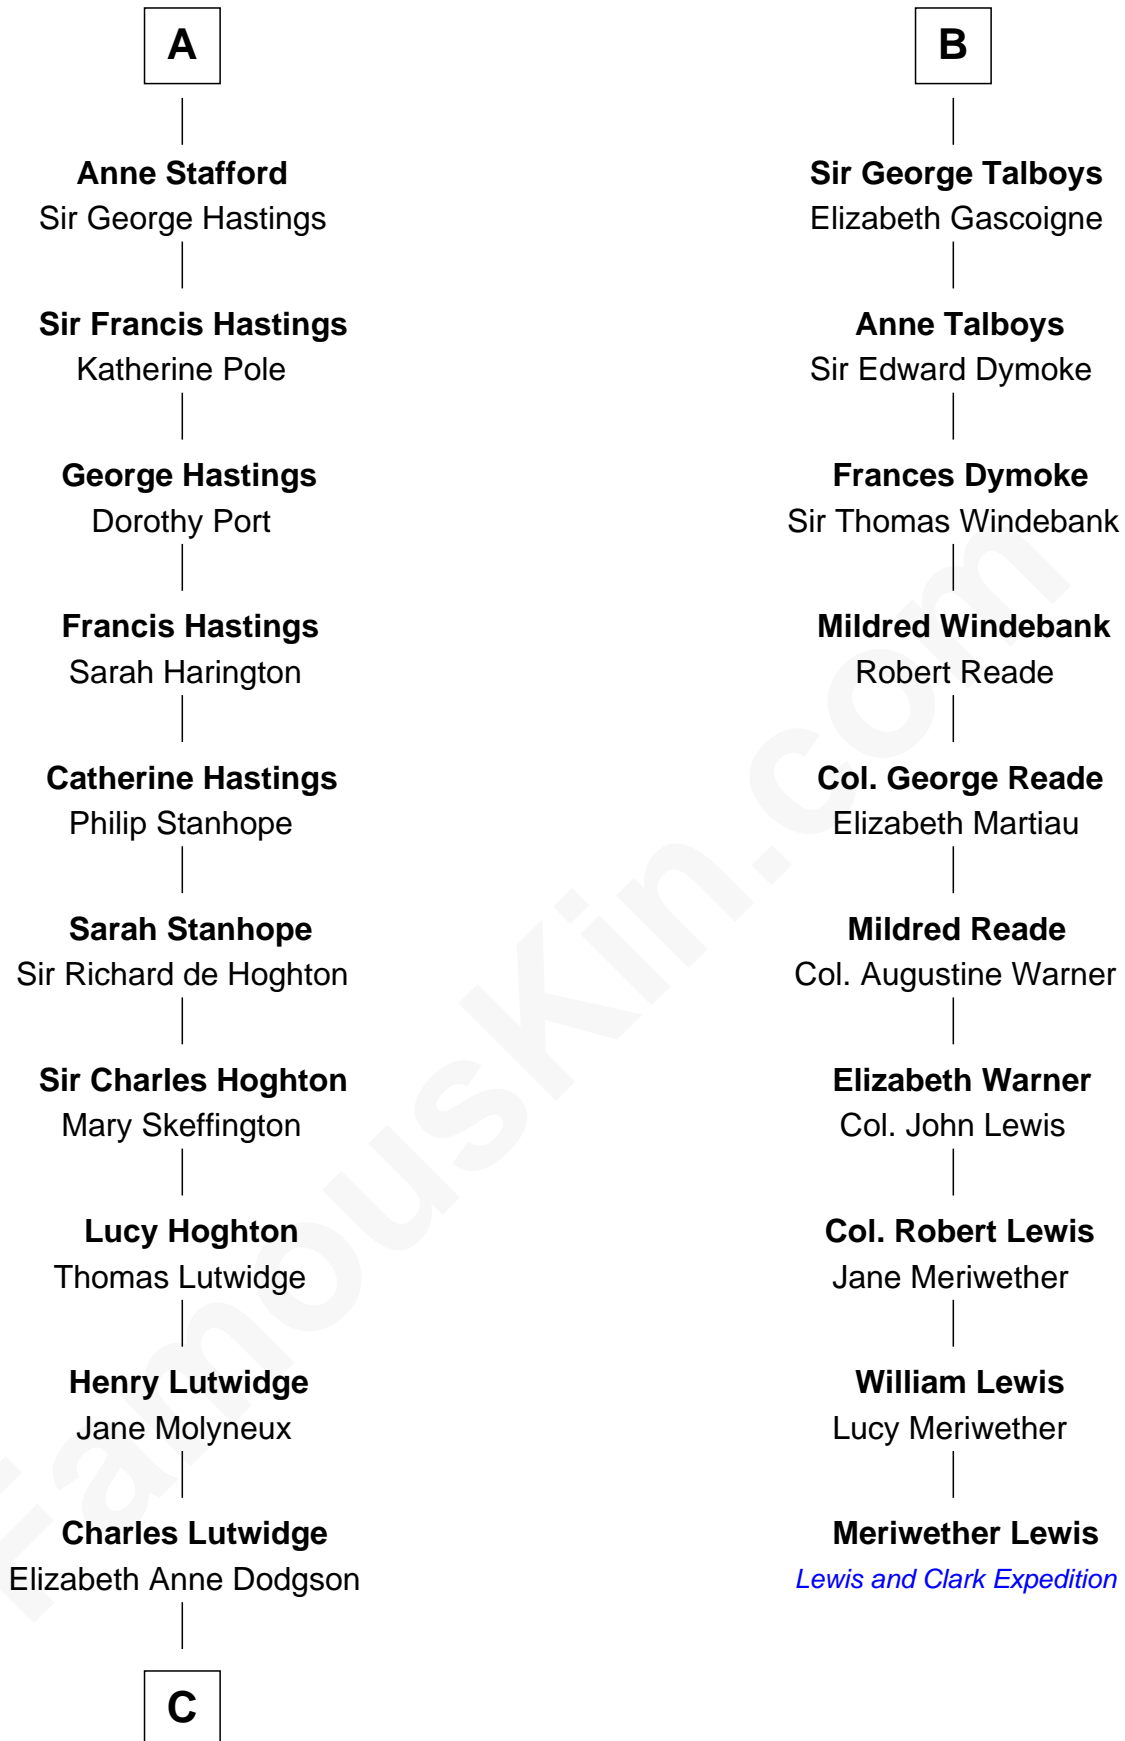 A
Anne Stafford
Sir George Hastings
Sir Francis Hastings
Katherine Pole
George Hastings
Dorothy Port
Francis Hastings
Sarah Harington
Catherine Hastings
Philip Stanhope
Sarah Stanhope
Sir Richard de Hoghton
Sir Charles Hoghton
Mary Skeffington
Lucy Hoghton
Thomas Lutwidge
Henry Lutwidge
Jane Molyneux
Charles Lutwidge
Elizabeth Anne Dodgson
C
B
Sir George Talboys
Elizabeth Gascoigne
Anne Talboys
Sir Edward Dymoke
Frances Dymoke
Sir Thomas Windebank
Mildred Windebank
Robert Reade
Col. George Reade
Elizabeth Martiau
Mildred Reade
Col. Augustine Warner
Elizabeth Warner
Col. John Lewis
Col. Robert Lewis
Jane Meriwether
William Lewis
Lucy Meriwether
Meriwether Lewis
Lewis and Clark Expedition
FamousKin.com